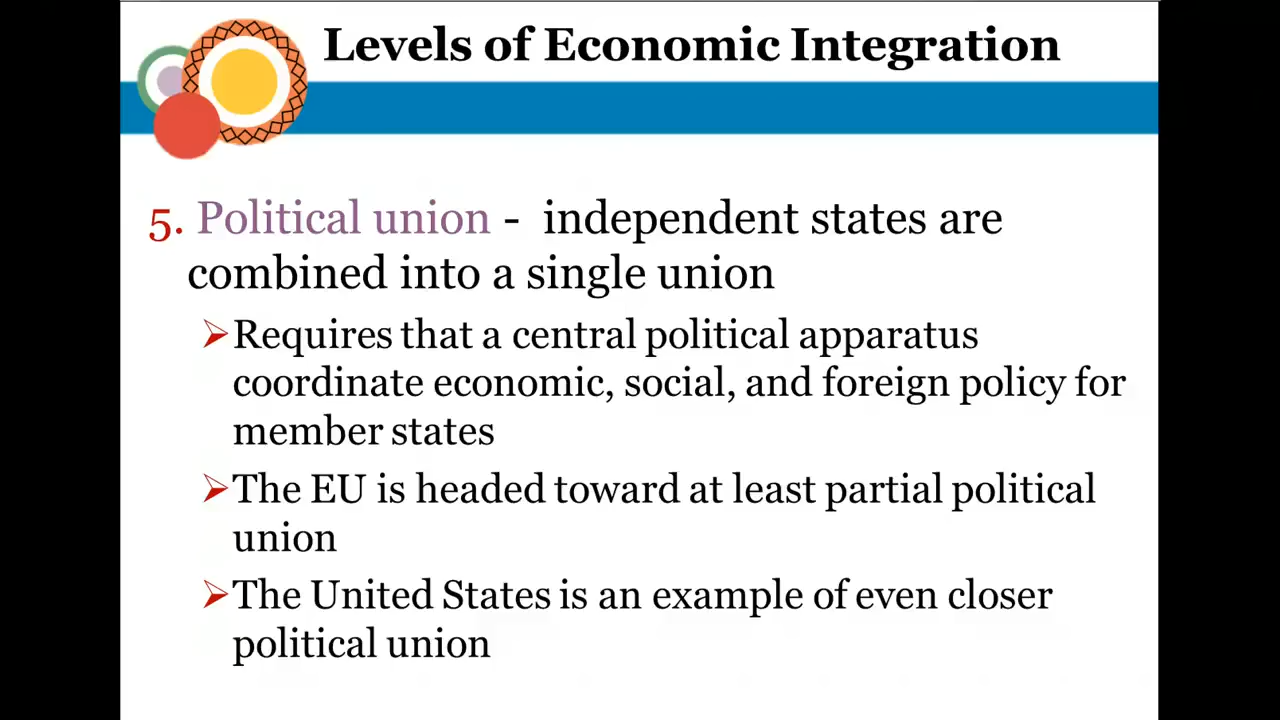 Levels of Economic Integration
5. Political union - independent states are
combined into a single union
Requires that a central political apparatus
coordinate economic, social, and foreign policy for
member states
The EU is headed toward at least partial political
union
The United States is an example of even closer
political union